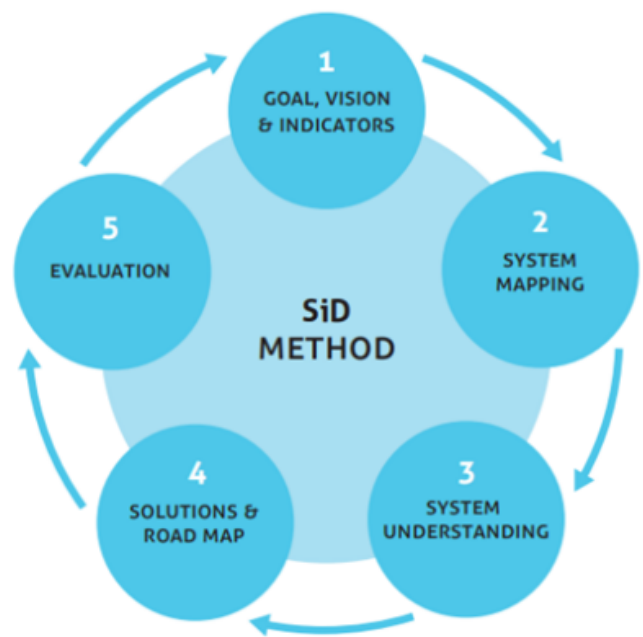 1
GOAL, VISION
& INDICATORS
2
SYSTEM
MAPPING
3
SYSTEM
UNDERSTANDING
4
SOLUTIONS &
ROAD MAP
5
EVALUATION
SiD
METHOD